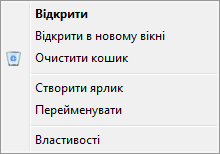 Відкрити
Відкрити в новому вікні
Очистити кошик
Створити ярлик
Перейменувати
Властивості